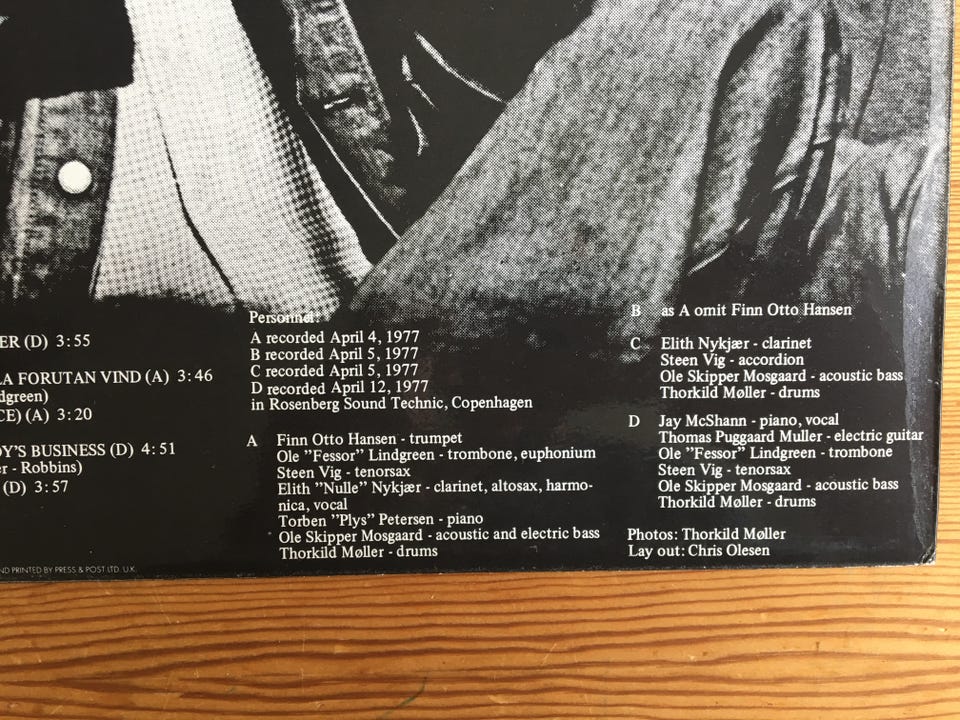 ER (D) 3:55
LA FORUTAN VIND (A) 3:46
dgreen)
CE) (A) 3:20
Y'S BUSINESS (D) 4:51
er - Robbins)
(D) 3:57
ND PRINTED BY PRESS & POST LTD. U.K.
Personnel:
A recorded April 4, 1977
B recorded April 5, 1977
C recorded April 5, 1977
D recorded April 12, 1977
in Rosenberg Sound Technic, Copenhagen
A Finn Otto Hansen - trumpet
Ole ”Fessor” Lindgreen - trombone, euphonium
Steen Vig - tenorsax
Elith ”Nulle” Nykjær - clarinet, altosax, harmo-
nica, vocal
Torben ”Plys” Petersen - piano
Ole Skipper Mosgaard - acoustic and electric bass
Thorkild Møller - drums
B as A omit Finn Otto Hansen
C Elith Nykjær - clarinet
Steen Vig - accordion
Ole Skipper Mosgaard - acoustic bass
Thorkild Møller - drums
D Jay McShann - piano, vocal
Thomas Puggaard Muller - electric guitar
Ole ”Fessor” Lindgreen - trombone
Steen Vig - tenorsax
Ole Skipper Mosgaard - acoustic bass
Thorkild Møller - drums
Photos: Thorkild Møller
Lay out: Chris Olesen